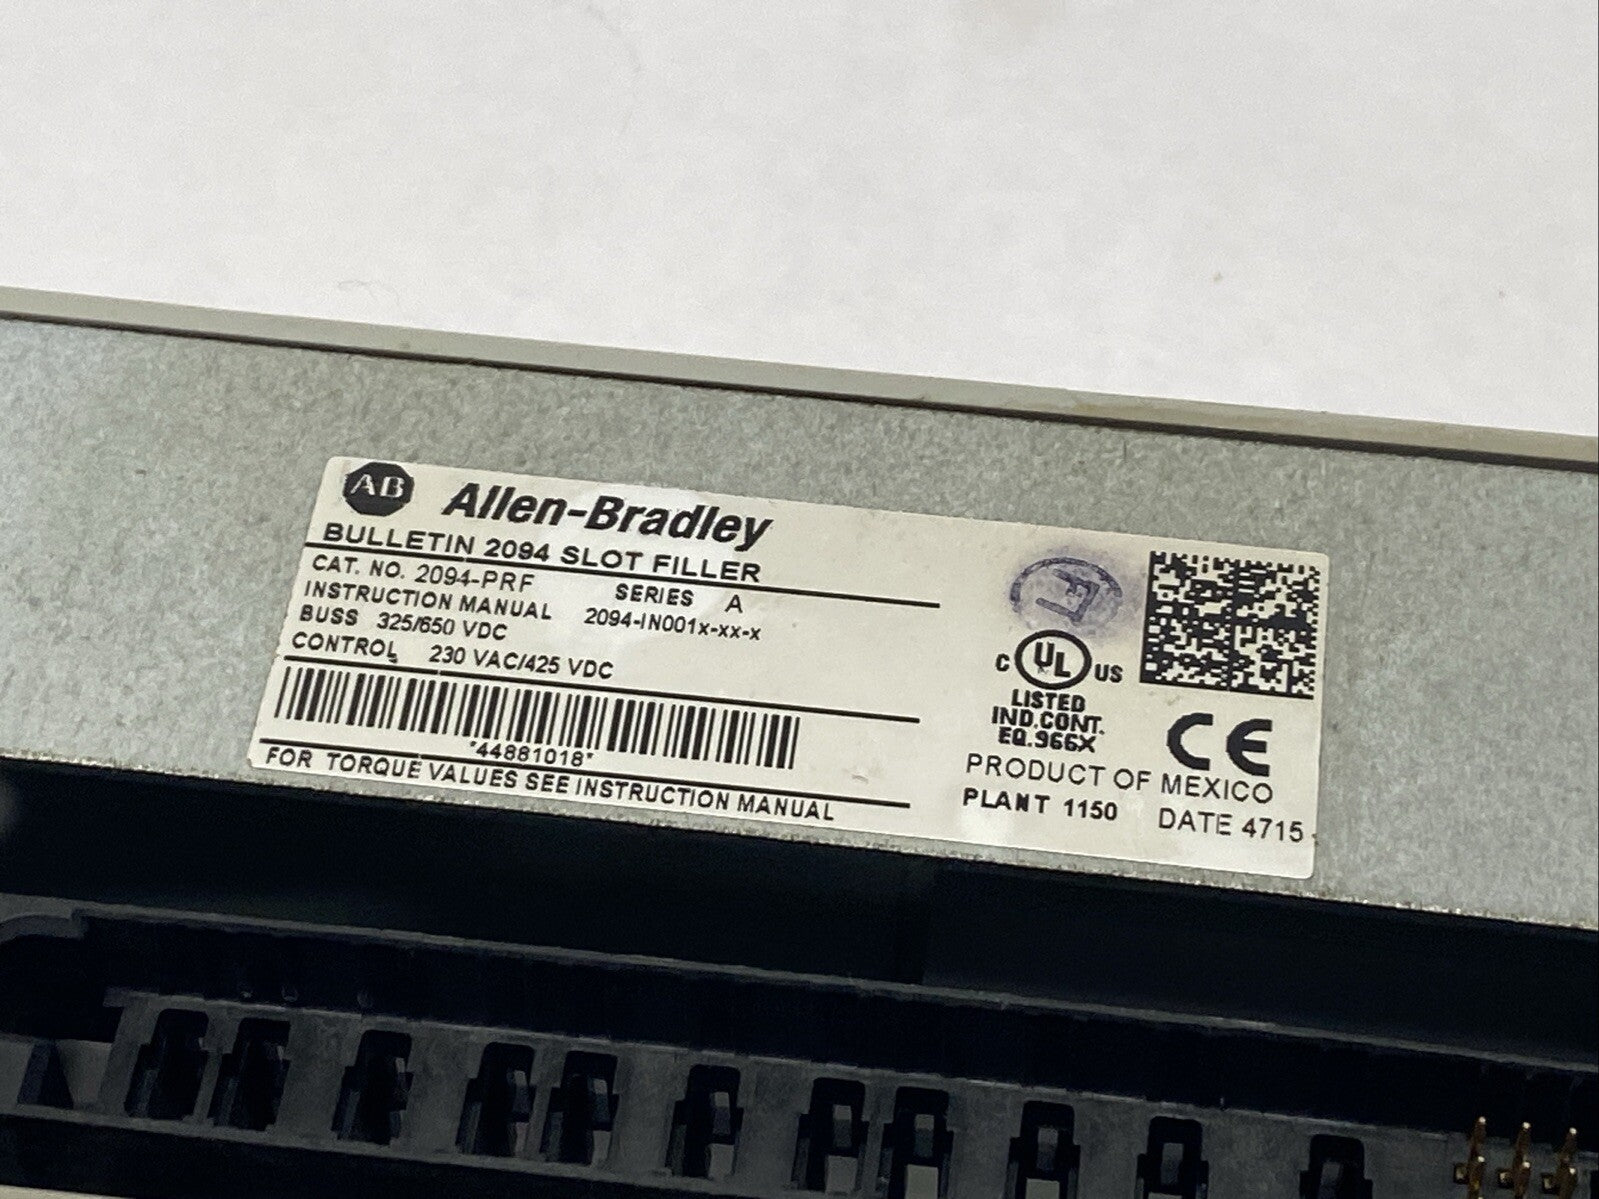 AB Allen-Bradley
BULLETIN 2094 SLOT FILLER
CAT. NO. 2094-PRF SERIES A
INSTRUCTION MANUAL 2094-IN001x-xx-x
BUSS 325/650 VDC
CONTROL 230 VAC/425 VDC
*44881018*
FOR TORQUE VALUES SEE INSTRUCTION MANUAL
C UL US
LISTED
IND.CONT.
EQ.966X
CE
PRODUCT OF MEXICO
PLANT 1150 DATE 4715